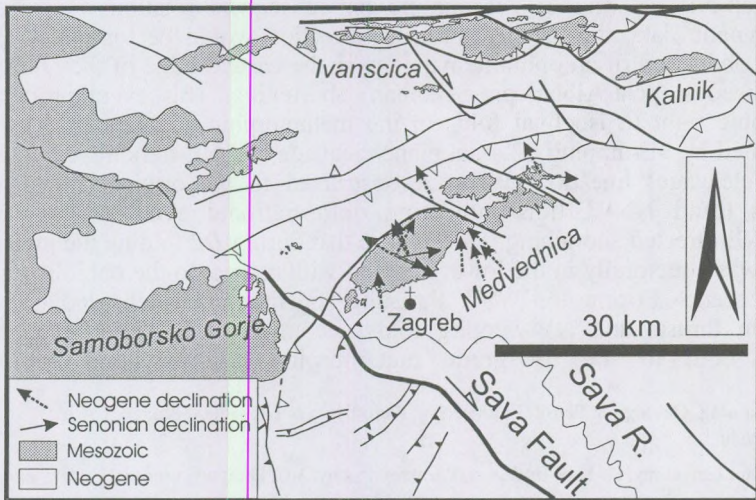 Ivanscica
Kalnik
Medvednica
Zagreb
Samoborsko Gorje
30 km
Sava R.
Sava Fault
Neogene declination
Senonian declination
Mesozoic
Neogene